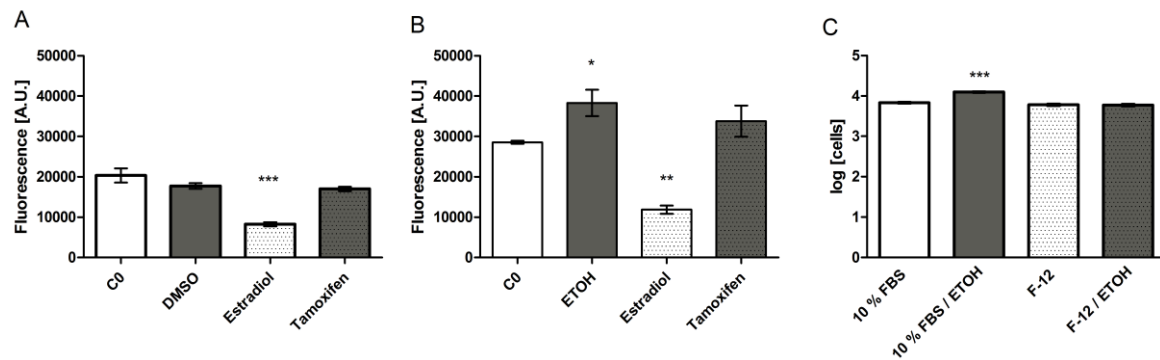 A
Fluorescence [A.U.]
50000
40000
30000
20000
10000
0
***
C0
DMSO
Estradiol
Tamoxifen
B
Fluorescence [A.U.]
50000
40000
30000
20000
10000
0
*
**
C0
ETOH
Estradiol
Tamoxifen
C
log [cells]
5
4
3
2
1
0
***
10 % FBS
10 % FBS / ETOH
F-12
F-12 / ETOH